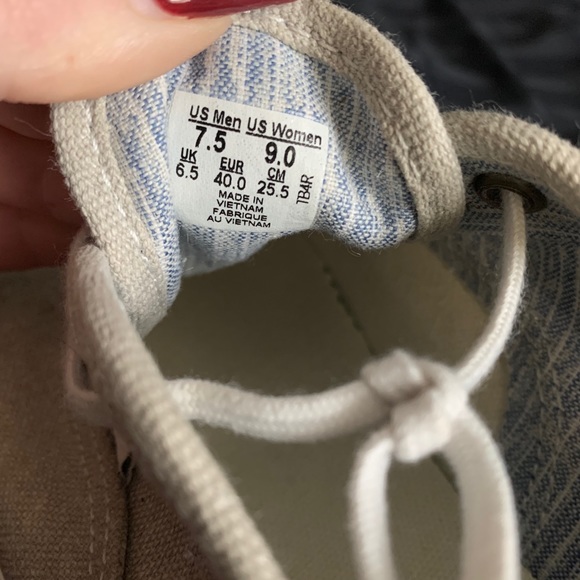 US Men US Women
7.5 9.0
UK EUR CM
6.5 40.0 25.5
MADE IN
VIETNAM
FABRIQUE
AU VIETNAM
TB4R